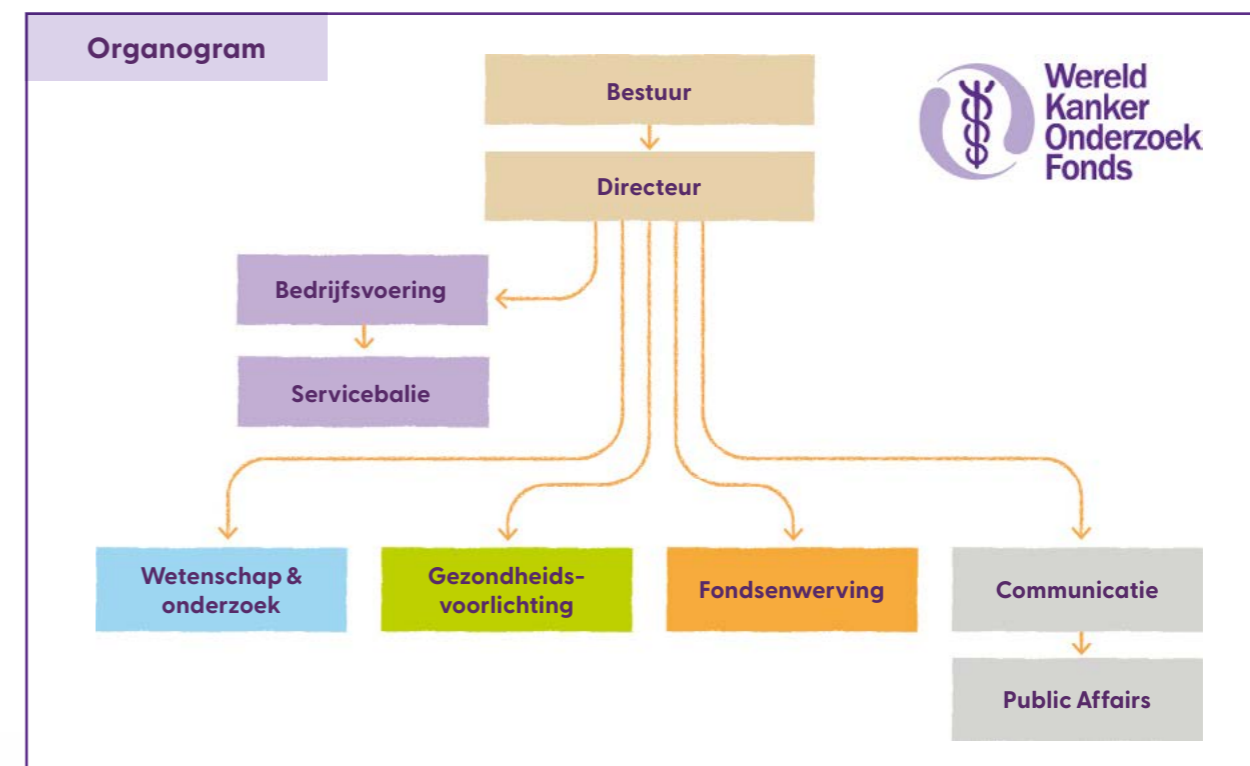 Organogram
Wereld
Kanker
Onderzoek
Fonds
Bestuur
Directeur
Bedrijfsvoering
Servicebalie
Wetenschap &
onderzoek
Gezondheids-
voorlichting
Fondsenwerving
Communicatie
Public Affairs